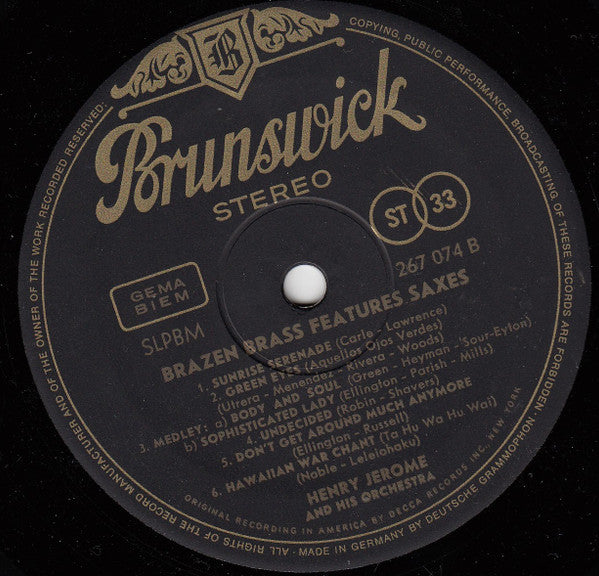 B
Brunswick
STEREO
ST 33
GEMA
BIEM
SLPBM
267 074 B
BRAZEN BRASS FEATURES SAXES
1. SUNRISE SERENADE (Carle - Lawrence)
2. GREEN EYES (Aquellos Ojos Verdes)
(Utrera - Menendez - Rivera - Woods)
3. MEDLEY: a) BODY AND SOUL (Green - Heyman - Sour-Eyton)
b) SOPHISTICATED LADY (Ellington - Parish - Mills)
4. UNDECIDED (Robin - Shavers)
5. DON'T GET AROUND MUCH ANYMORE
(Ellington - Russell)
6. HAWAIIAN WAR CHANT (Ta Hu Wa Hu Wai)
(Noble - Leleiohaku)
HENRY JEROME
AND HIS ORCHESTRA
ORIGINAL RECORDING IN AMERICA BY DECCA RECORDS INC. NEW YORK
ALL RIGHTS OF THE RECORD MANUFACTURER AND OF THE OWNER OF THE WORK RECORDED RESERVED: COPYING, PUBLIC PERFORMANCE, BROADCASTING OF THESE RECORDS ARE FORBIDDEN
· MADE IN GERMANY BY DEUTSCHE GRAMMOPHON ·